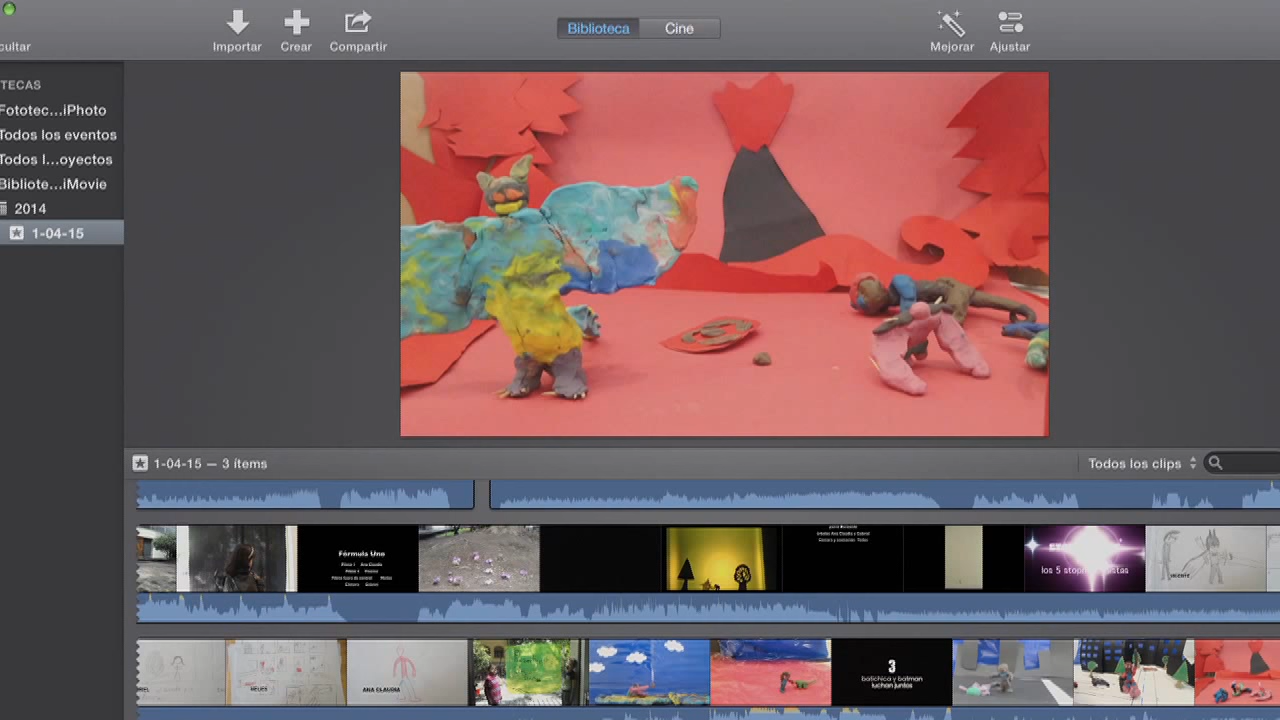 cultar
Importar
Crear
Compartir
Biblioteca
Cine
Mejorar
Ajustar
TECAS
Fototec...iPhoto
Todos los eventos
Todos l...oyectos
Bibliote...iMovie
2014
1-04-15
1-04-15 — 3 ítems
Todos los clips
Fórmula Uno
los 5
VICENTE
ANA CLAUDIA
3
batichica y batman
luchan juntos